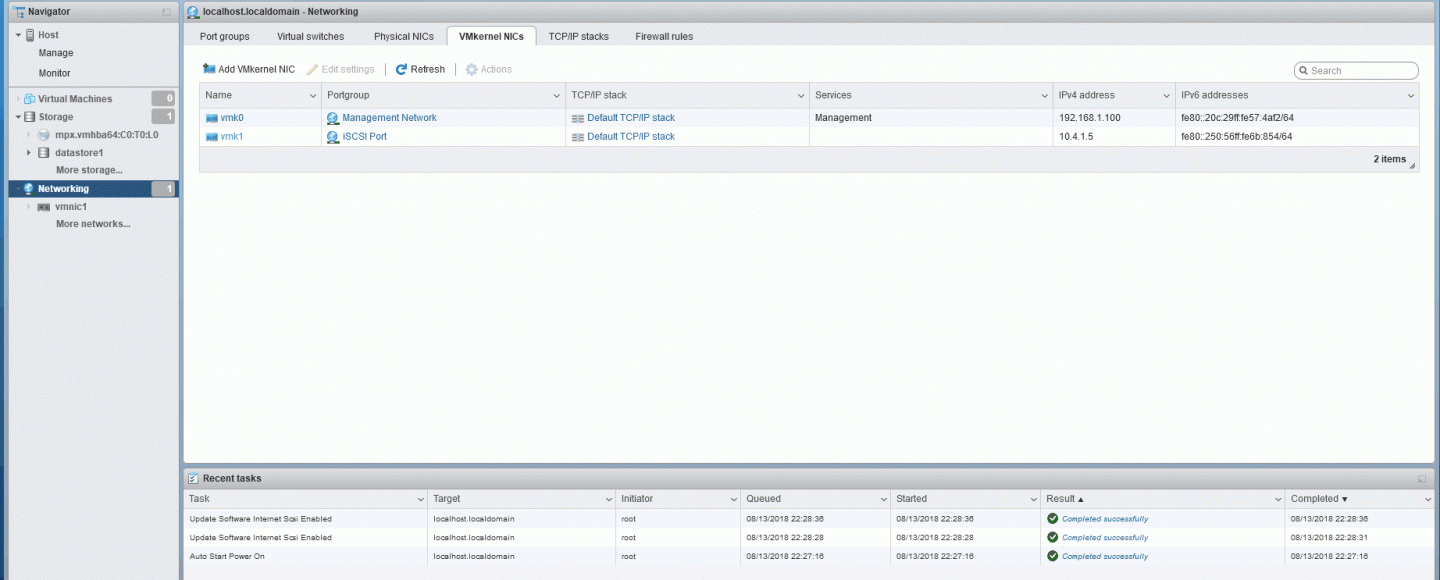 Navigator
Host
Manage
Monitor
Virtual Machines 0
Storage 1
mpx.vmhba64:C0:T0:L0
datastore1
More storage...
Networking 1
vmnic1
More networks...
localhost.localdomain - Networking
Port groups Virtual switches Physical NICs VMkernel NICs TCP/IP stacks Firewall rules
Add VMkernel NIC Edit settings Refresh Actions Search
Name Portgroup TCP/IP stack Services IPv4 address IPv6 addresses
vmk0 Management Network Default TCP/IP stack Management 192.168.1.100 fe80::20c:29ff:fe57:4af2/64
vmk1 iSCSI Port Default TCP/IP stack 10.4.1.5 fe80::250:56ff:fe6b:854/64
2 items
Recent tasks
Task Target Initiator Queued Started Result ▲ Completed ▼
Update Software Internet Scsi Enabled localhost.localdomain root 08/13/2018 22:28:36 08/13/2018 22:28:36 Completed successfully 08/13/2018 22:28:36
Update Software Internet Scsi Enabled localhost.localdomain root 08/13/2018 22:28:28 08/13/2018 22:28:28 Completed successfully 08/13/2018 22:28:31
Auto Start Power On localhost.localdomain root 08/13/2018 22:27:16 08/13/2018 22:27:16 Completed successfully 08/13/2018 22:27:16